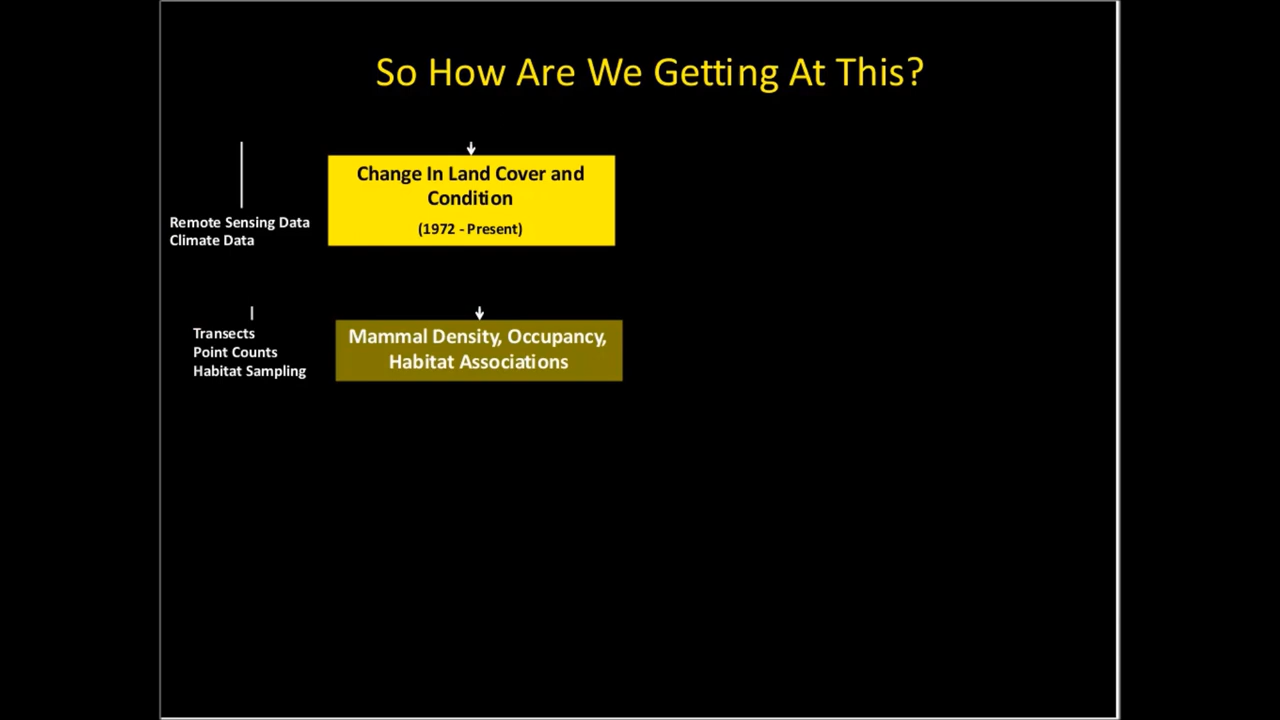 So How Are We Getting At This?
Change In Land Cover and
Condition
(1972 - Present)
Remote Sensing Data
Climate Data
Mammal Density, Occupancy,
Habitat Associations
Transects
Point Counts
Habitat Sampling